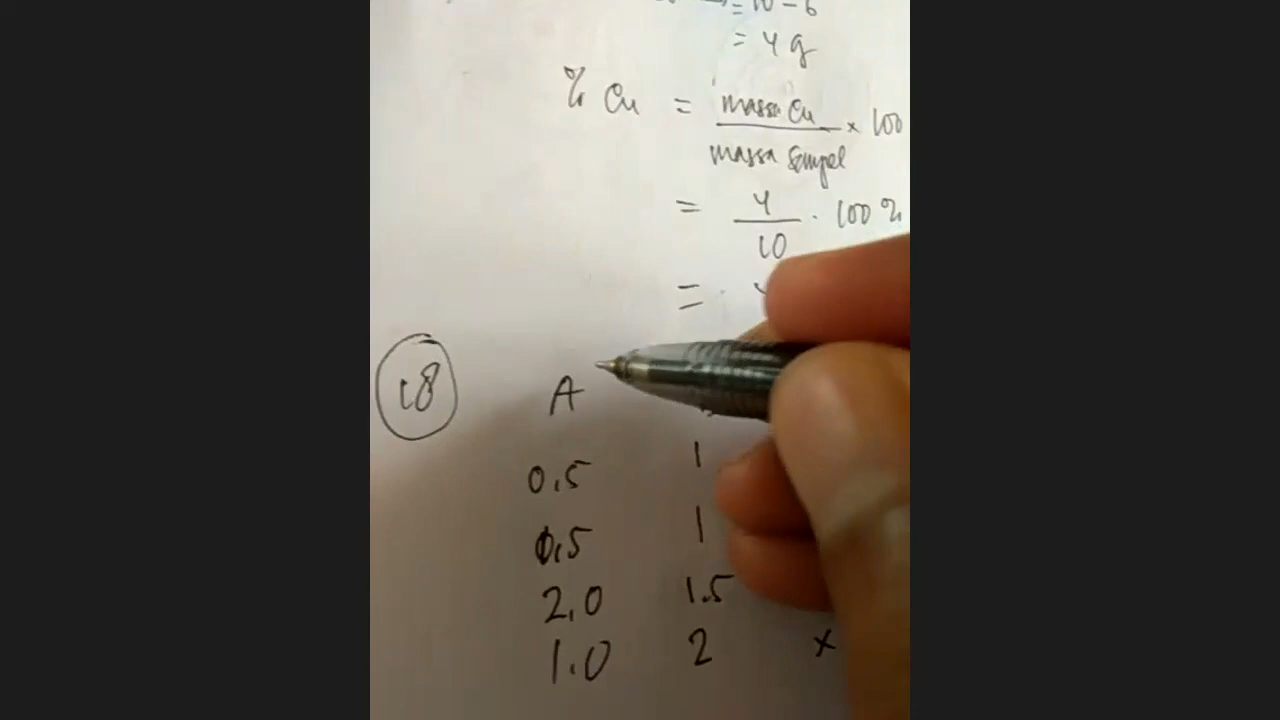 = 10 - 6
= 4 g
% Cu = massa Cu / massa sampel × 100
= 4 / 10 · 100 %
=
18 A
0.5 1
0.5 1
2.0 1.5
1.0 2 ×